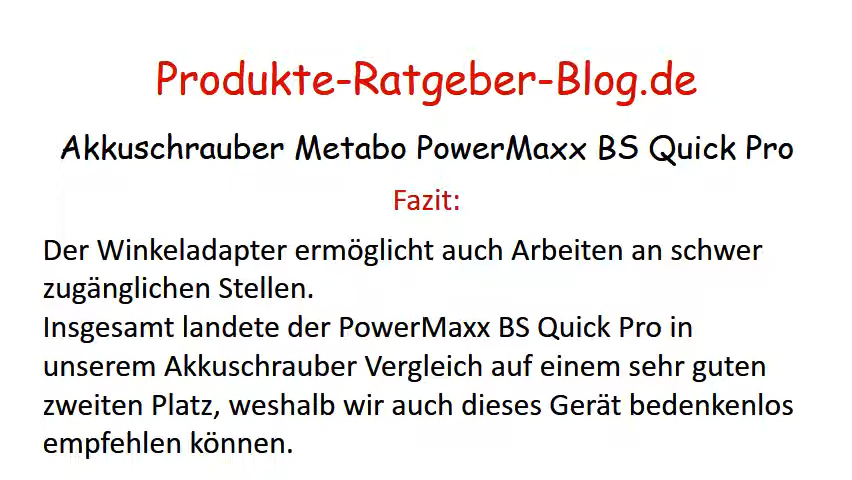 Produkte-Ratgeber-Blog.de
Akkuschrauber Metabo PowerMaxx BS Quick Pro
Fazit:
Der Winkeladapter ermöglicht auch Arbeiten an schwer
zugänglichen Stellen.
Insgesamt landete der PowerMaxx BS Quick Pro in
unserem Akkuschrauber Vergleich auf einem sehr guten
zweiten Platz, weshalb wir auch dieses Gerät bedenkenlos
empfehlen können.